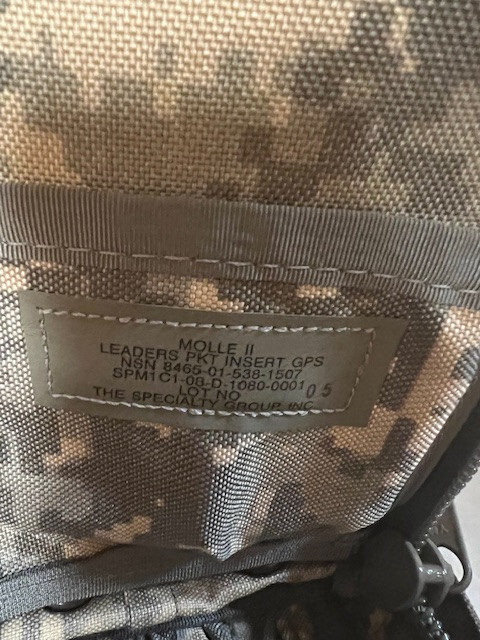 MOLLE II
LEADERS PKT INSERT GPS
NSN 8465-01-538-1507
SPM1C1-08-D-1080-0001
LOT NO 05
THE SPECIALTY GROUP INC